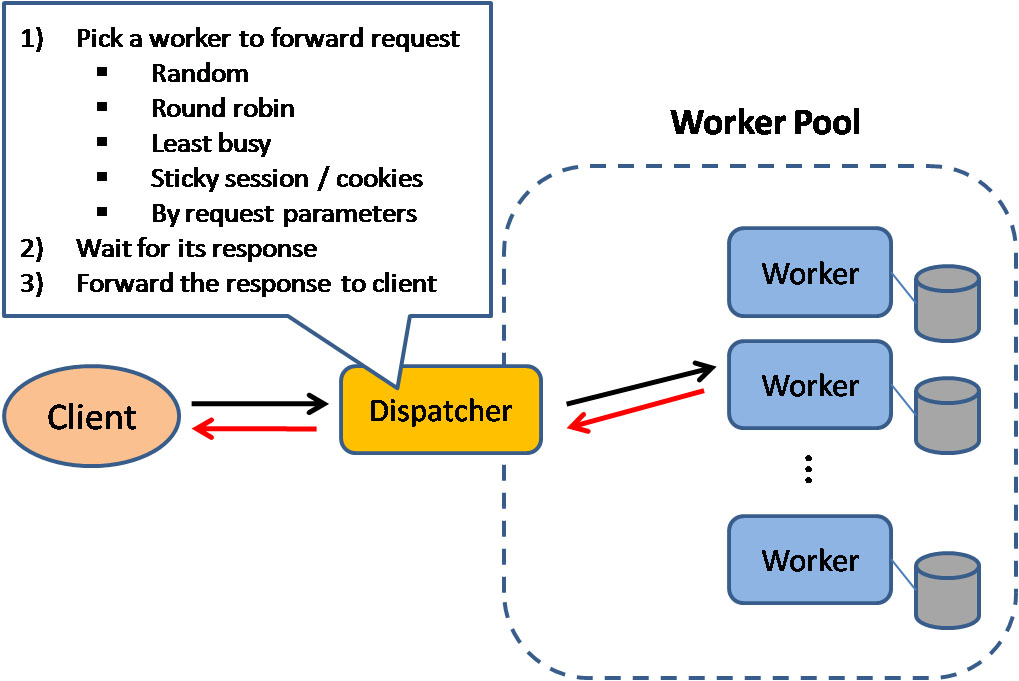 1) Pick a worker to forward request
▪ Random
▪ Round robin
▪ Least busy
▪ Sticky session / cookies
▪ By request parameters
2) Wait for its response
3) Forward the response to client
Worker Pool
Worker
Worker
Client
Dispatcher
⋮
Worker